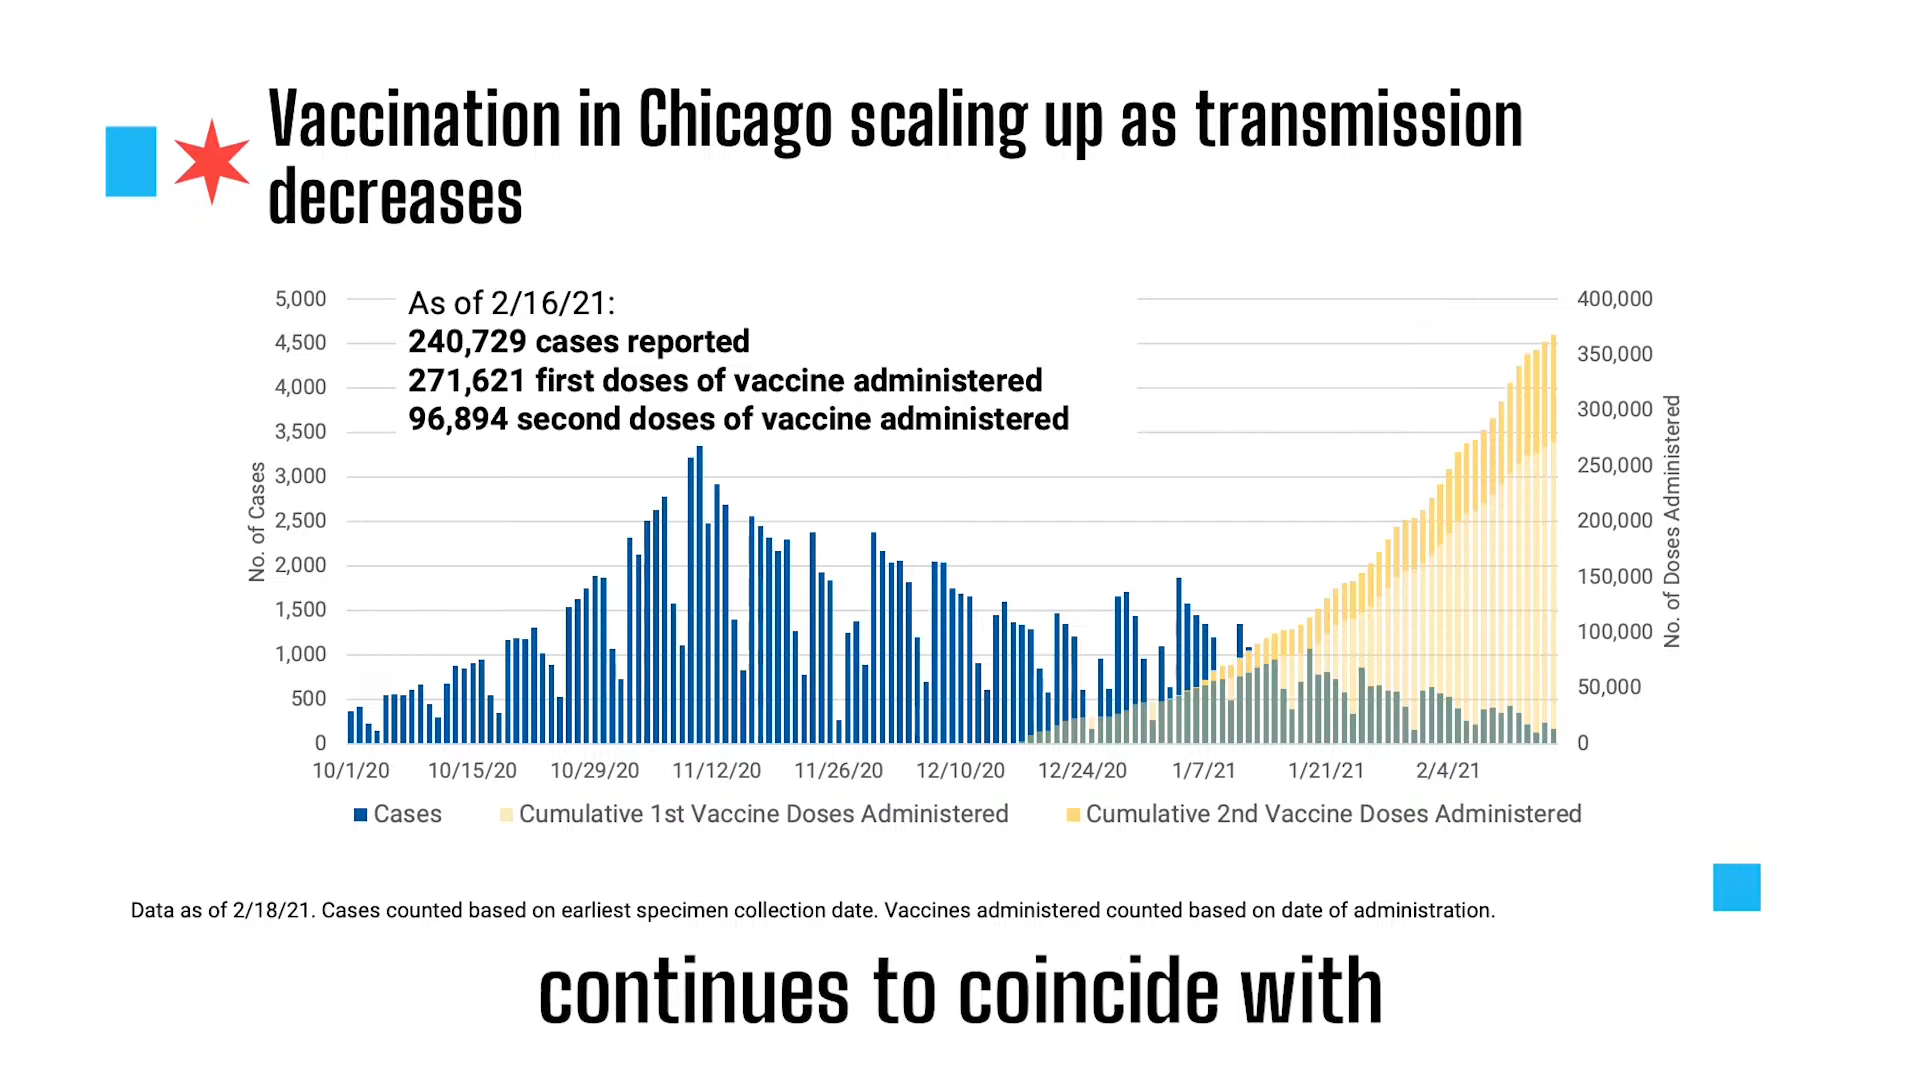 Vaccination in Chicago scaling up as transmission
decreases
As of 2/16/21:
240,729 cases reported
271,621 first doses of vaccine administered
96,894 second doses of vaccine administered
No. of Cases
5,000
4,500
4,000
3,500
3,000
2,500
2,000
1,500
1,000
500
0
400,000
350,000
300,000
250,000
200,000
150,000
100,000
50,000
0
No. of Doses Administered
10/1/20 10/15/20 10/29/20 11/12/20 11/26/20 12/10/20 12/24/20 1/7/21 1/21/21 2/4/21
Cases Cumulative 1st Vaccine Doses Administered Cumulative 2nd Vaccine Doses Administered
Data as of 2/18/21. Cases counted based on earliest specimen collection date. Vaccines administered counted based on date of administration.
continues to coincide with